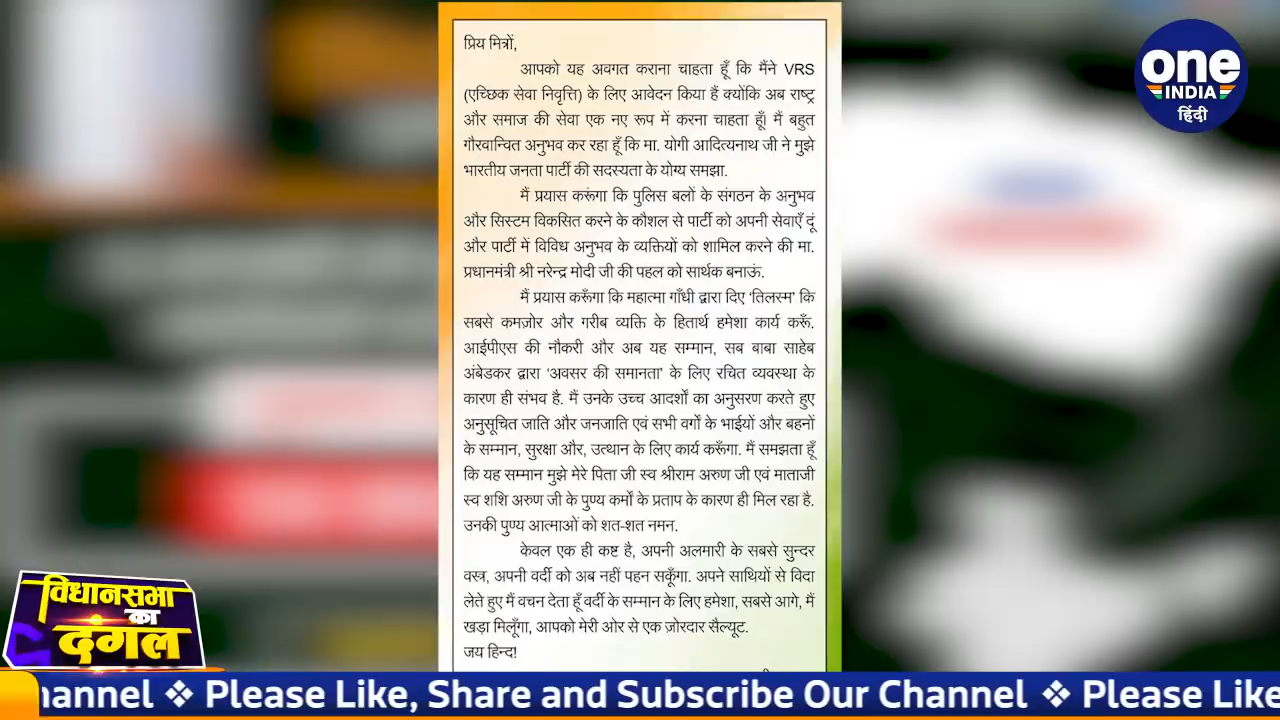 प्रिय मित्रों,
आपको यह अवगत कराना चाहता हूँ कि मैंने VRS
(एच्छिक सेवा निवृत्ति) के लिए आवेदन किया हैं क्योंकि अब राष्ट्र
और समाज की सेवा एक नए रूप में करना चाहता हूँ। मैं बहुत
गौरवान्वित अनुभव कर रहा हूँ कि मा. योगी आदित्यनाथ जी ने मुझे
भारतीय जनता पार्टी की सदस्यता के योग्य समझा.
मैं प्रयास करूंगा कि पुलिस बलों के संगठन के अनुभव
और सिस्टम विकसित करने के कौशल से पार्टी को अपनी सेवाएँ दूं
और पार्टी में विविध अनुभव के व्यक्तियों को शामिल करने की मा.
प्रधानमंत्री श्री नरेन्द्र मोदी जी की पहल को सार्थक बनाऊं.
मैं प्रयास करूँगा कि महात्मा गाँधी द्वारा दिए ‘तिलस्म’ कि
सबसे कमज़ोर और गरीब व्यक्ति के हितार्थ हमेशा कार्य करूँ.
आईपीएस की नौकरी और अब यह सम्मान, सब बाबा साहेब
अंबेडकर द्वारा ‘अवसर की समानता’ के लिए रचित व्यवस्था के
कारण ही संभव है. मैं उनके उच्च आदर्शों का अनुसरण करते हुए
अनुसूचित जाति और जनजाति एवं सभी वर्गों के भाईयों और बहनों
के सम्मान, सुरक्षा और, उत्थान के लिए कार्य करूँगा. मैं समझता हूँ
कि यह सम्मान मुझे मेरे पिता जी स्व श्रीराम अरुण जी एवं माताजी
स्व शशि अरुण जी के पुण्य कर्मो के प्रताप के कारण ही मिल रहा है.
उनकी पुण्य आत्माओं को शत-शत नमन.
केवल एक ही कष्ट है, अपनी अलमारी के सबसे सुन्दर
वस्त्र, अपनी वर्दी को अब नहीं पहन सकूँगा. अपने साथियों से विदा
लेते हुए मैं वचन देता हूँ वर्दी के सम्मान के लिए हमेशा, सबसे आगे, मैं
खड़ा मिलूँगा, आपको मेरी ओर से एक ज़ोरदार सैल्यूट.
जय हिन्द!
one
INDIA
हिंदी
विधानसभा
का
दंगल
hannel ❖ Please Like, Share and Subscribe Our Channel ❖ Please Like